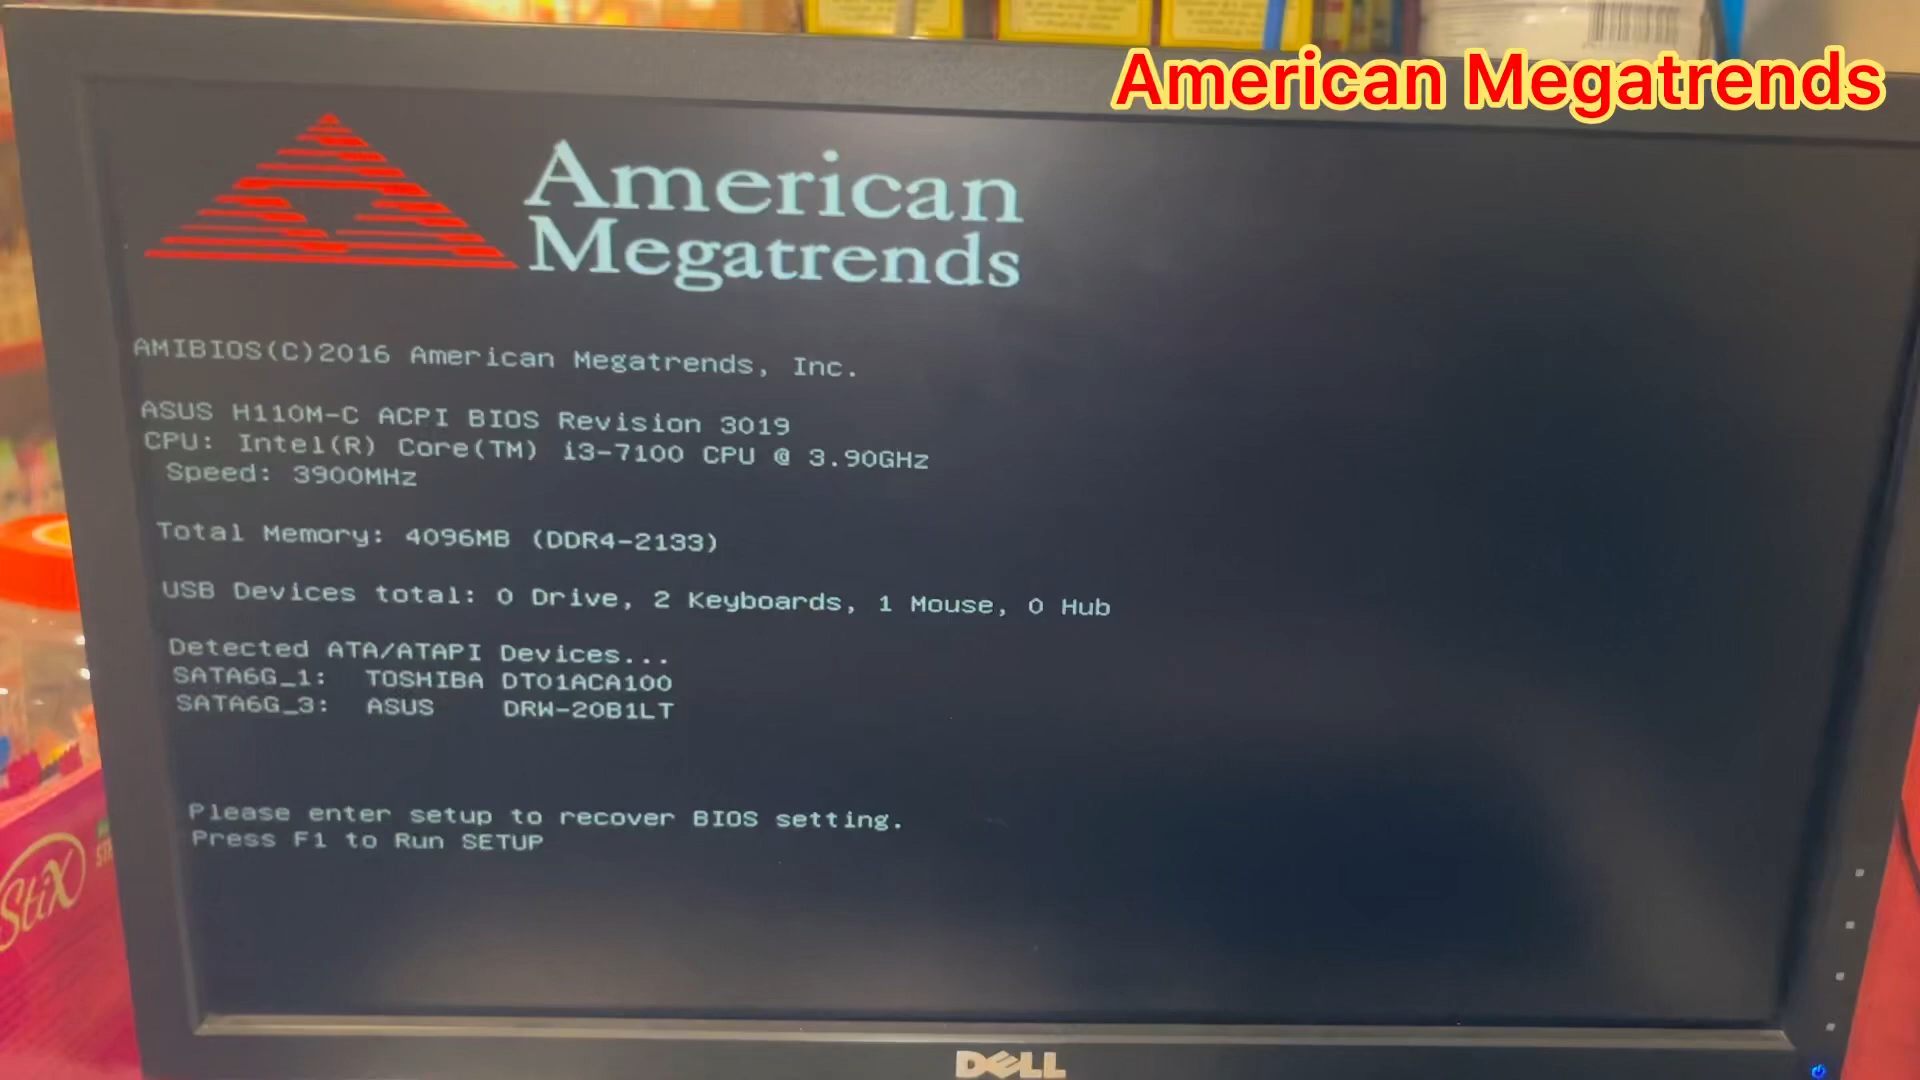 American Megatrends
American
Megatrends
AMIBIOS(C)2016 American Megatrends, Inc.
ASUS H110M-C ACPI BIOS Revision 3019
CPU: Intel(R) Core(TM) i3-7100 CPU @ 3.90GHz
Speed: 3900MHz
Total Memory: 4096MB (DDR4-2133)
USB Devices total: 0 Drive, 2 Keyboards, 1 Mouse, 0 Hub
Detected ATA/ATAPI Devices...
SATA6G_1: TOSHIBA DT01ACA100
SATA6G_3: ASUS DRW-20B1LT
Please enter setup to recover BIOS setting.
Press F1 to Run SETUP
StiX
DELL